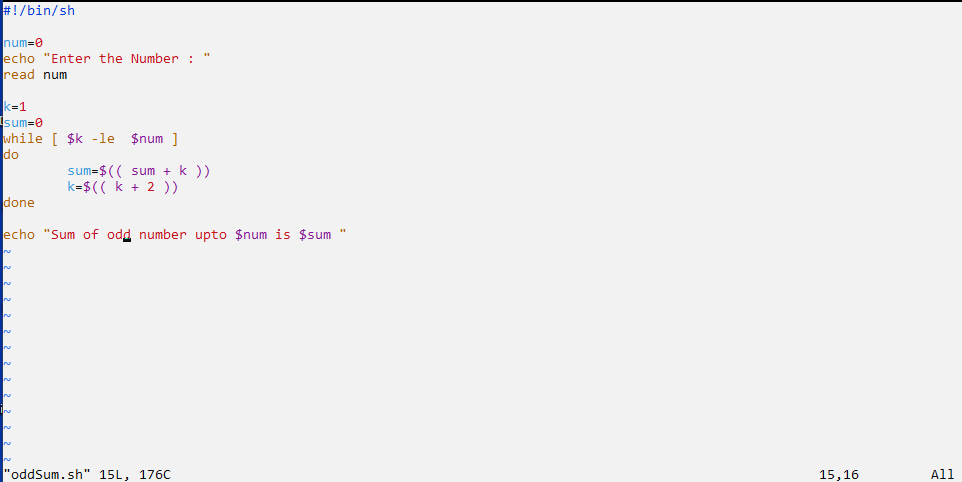 #!/bin/sh

num=0
echo "Enter the Number : "
read num

k=1
sum=0
while [ $k -le  $num ]
do
        sum=$(( sum + k ))
        k=$(( k + 2 ))
done

echo "Sum of odd number upto $num is $sum "
~
~
~
~
~
~
~
~
~
~
~
~
~
~
"oddSum.sh" 15L, 176C                                                                                 15,16         All